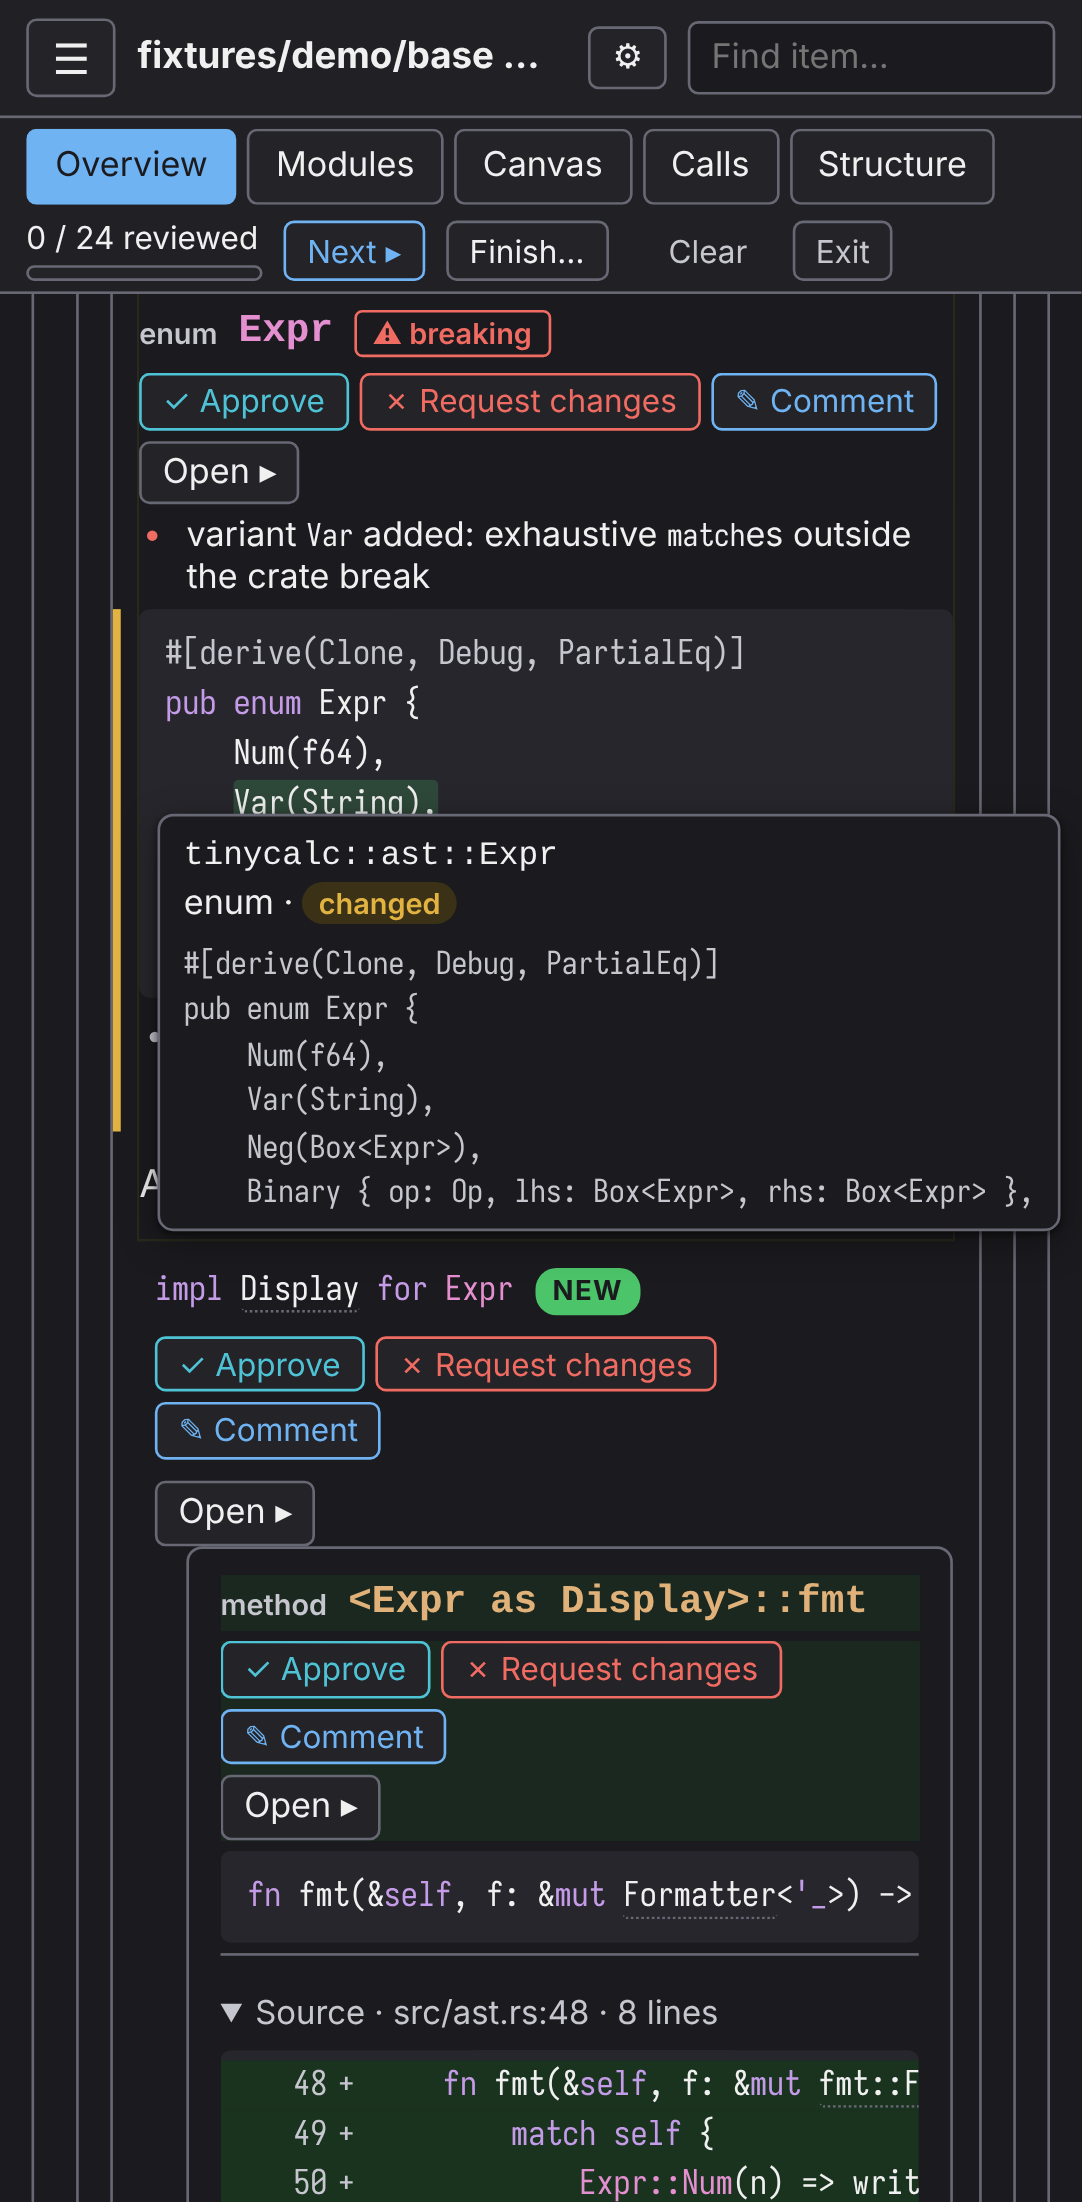 ☰ fixtures/demo/base ... ⚙ Find item...
Overview Modules Canvas Calls Structure
0 / 24 reviewed Next ▸ Finish... Clear Exit
enum Expr ⚠ breaking
✓ Approve × Request changes ✎ Comment
Open ▸
• variant Var added: exhaustive matches outside
the crate break
#[derive(Clone, Debug, PartialEq)]
pub enum Expr {
Num(f64),
Var(String),
tinycalc::ast::Expr
enum · changed
#[derive(Clone, Debug, PartialEq)]
pub enum Expr {
Num(f64),
Var(String),
Neg(Box<Expr>),
Binary { op: Op, lhs: Box<Expr>, rhs: Box<Expr> },
impl Display for Expr NEW
✓ Approve × Request changes
✎ Comment
Open ▸
method <Expr as Display>::fmt
✓ Approve × Request changes
✎ Comment
Open ▸
fn fmt(&self, f: &mut Formatter<'_>) ->
▼ Source · src/ast.rs:48 · 8 lines
48 + fn fmt(&self, f: &mut fmt::F
49 + match self {
50 + Expr::Num(n) => writ